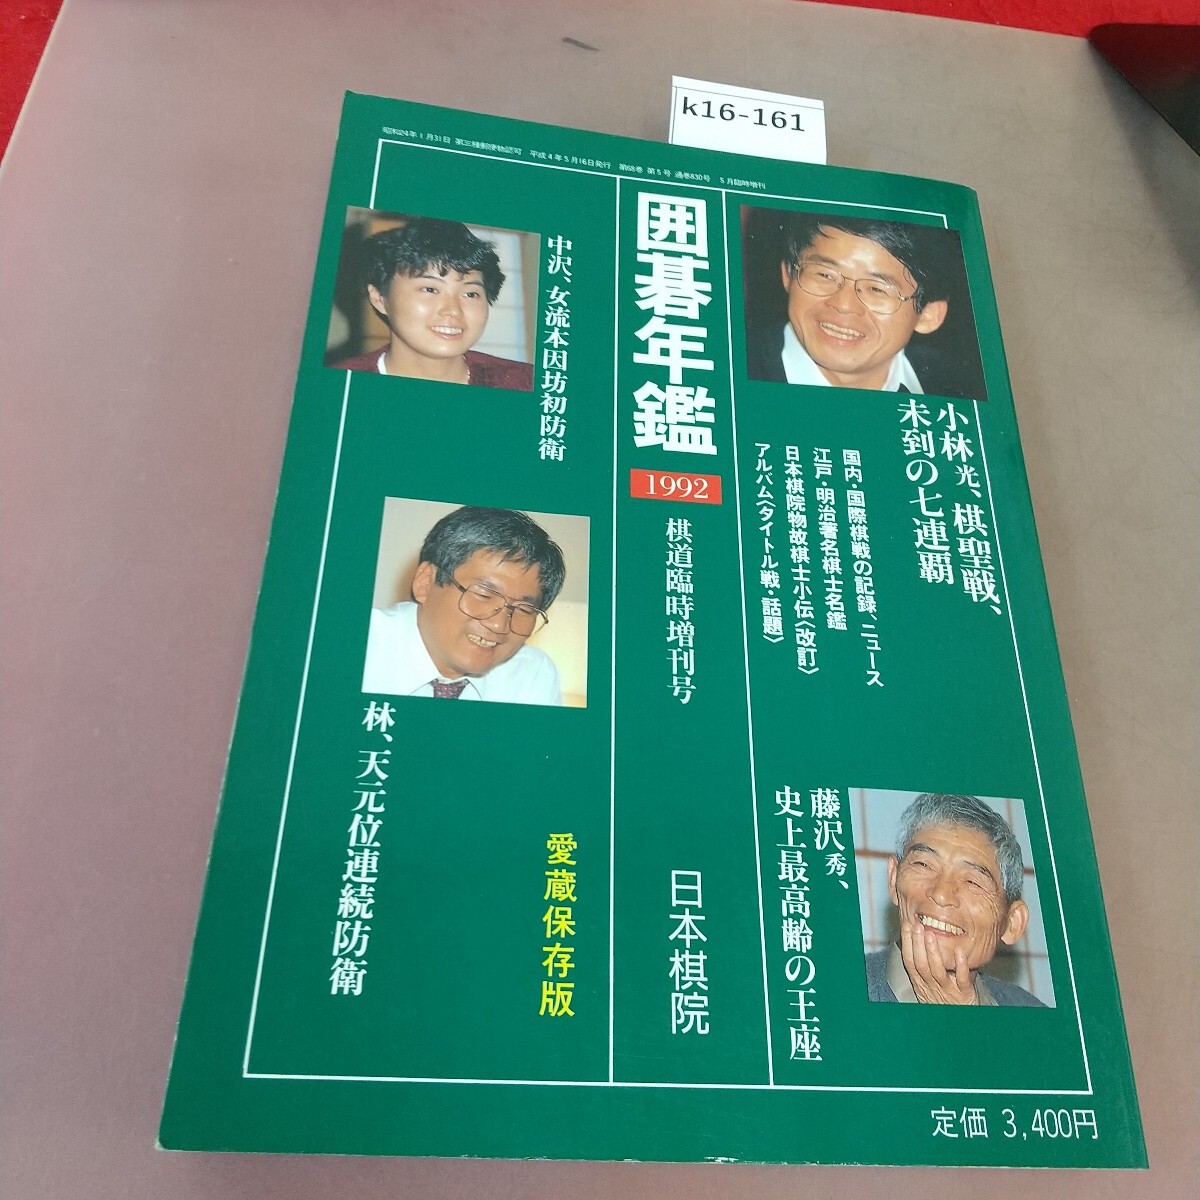 k16-161
昭和24年1月31日 第三種郵便物認可 平成4年5月16日発行 第68巻 第5号 通巻830号 5月臨時増刊
囲碁年鑑
1992
棋道臨時増刊号
日本棋院
小林光、棋聖戦、
未到の七連覇
国内・国際棋戦の記録、ニュース
江戸・明治著名棋士名鑑
日本棋院物故棋士小伝〈改訂〉
アルバム〈タイトル戦・話題〉
藤沢秀、
史上最高齢の王座
中沢、女流本因坊初防衛
林、天元位連続防衛
愛蔵保存版
定価 3,400円